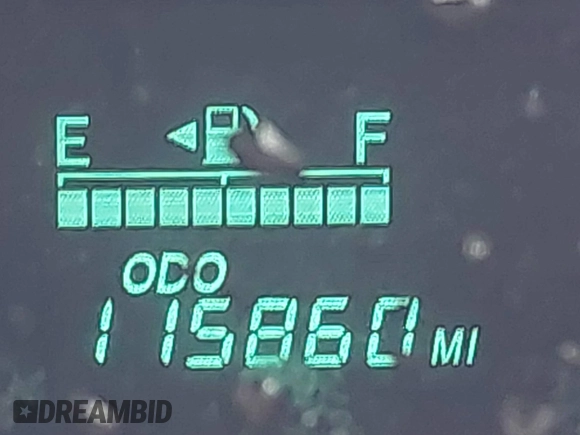 E F
ODO
115860 MI
DREAMBID